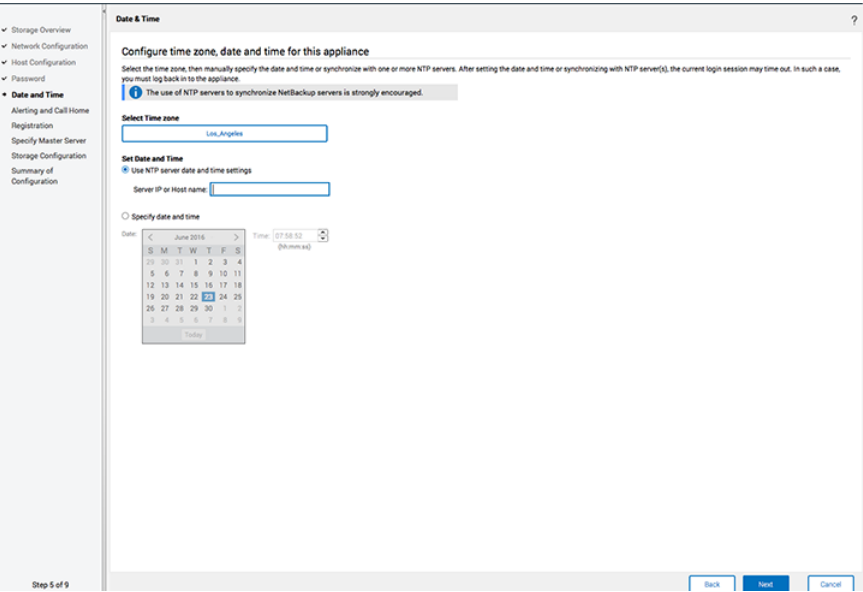 Storage Overview
Network Configuration
Host Configuration
Password
Date and Time
Alerting and Call Home
Registration
Specify Master Server
Storage Configuration
Summary of
Configuration
Step 5 of 9
Date & Time
?
Configure time zone, date and time for this appliance
Select the time zone, then manually specify the date and time or synchronize with one or more NTP servers. After setting the date and time or synchronizing with NTP server(s), the current login session may time out. In such a case,
you must log back in to the appliance.
The use of NTP servers to synchronize NetBackup servers is strongly encouraged.
Select Time zone
Los_Angeles
Set Date and Time
Use NTP server date and time settings
Server IP or Host name:
Specify date and time
Date:
< June 2016 >
S M T W T F S
29 30 31 1 2 3 4
5 6 7 8 9 10 11
12 13 14 15 16 17 18
19 20 21 22 23 24 25
26 27 28 29 30 1 2
3 4 5 6 7 8 9
Today
Time: 07:58:52
(hh:mm:ss)
Back
Next
Cancel